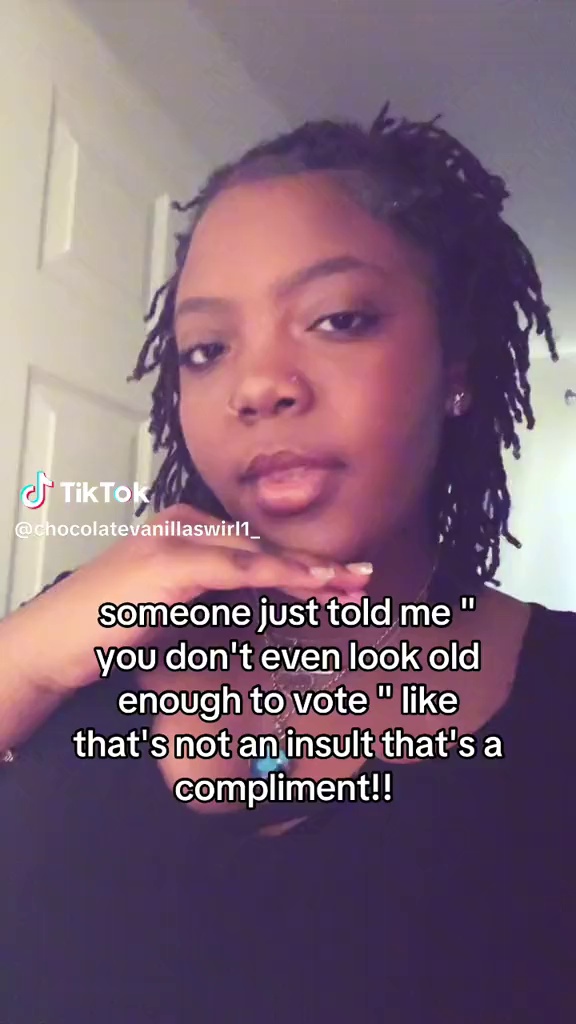 TikTok
@chocolatevanillaswirl1_
someone just told me "
you don't even look old
enough to vote " like
that's not an insult that's a
compliment!!